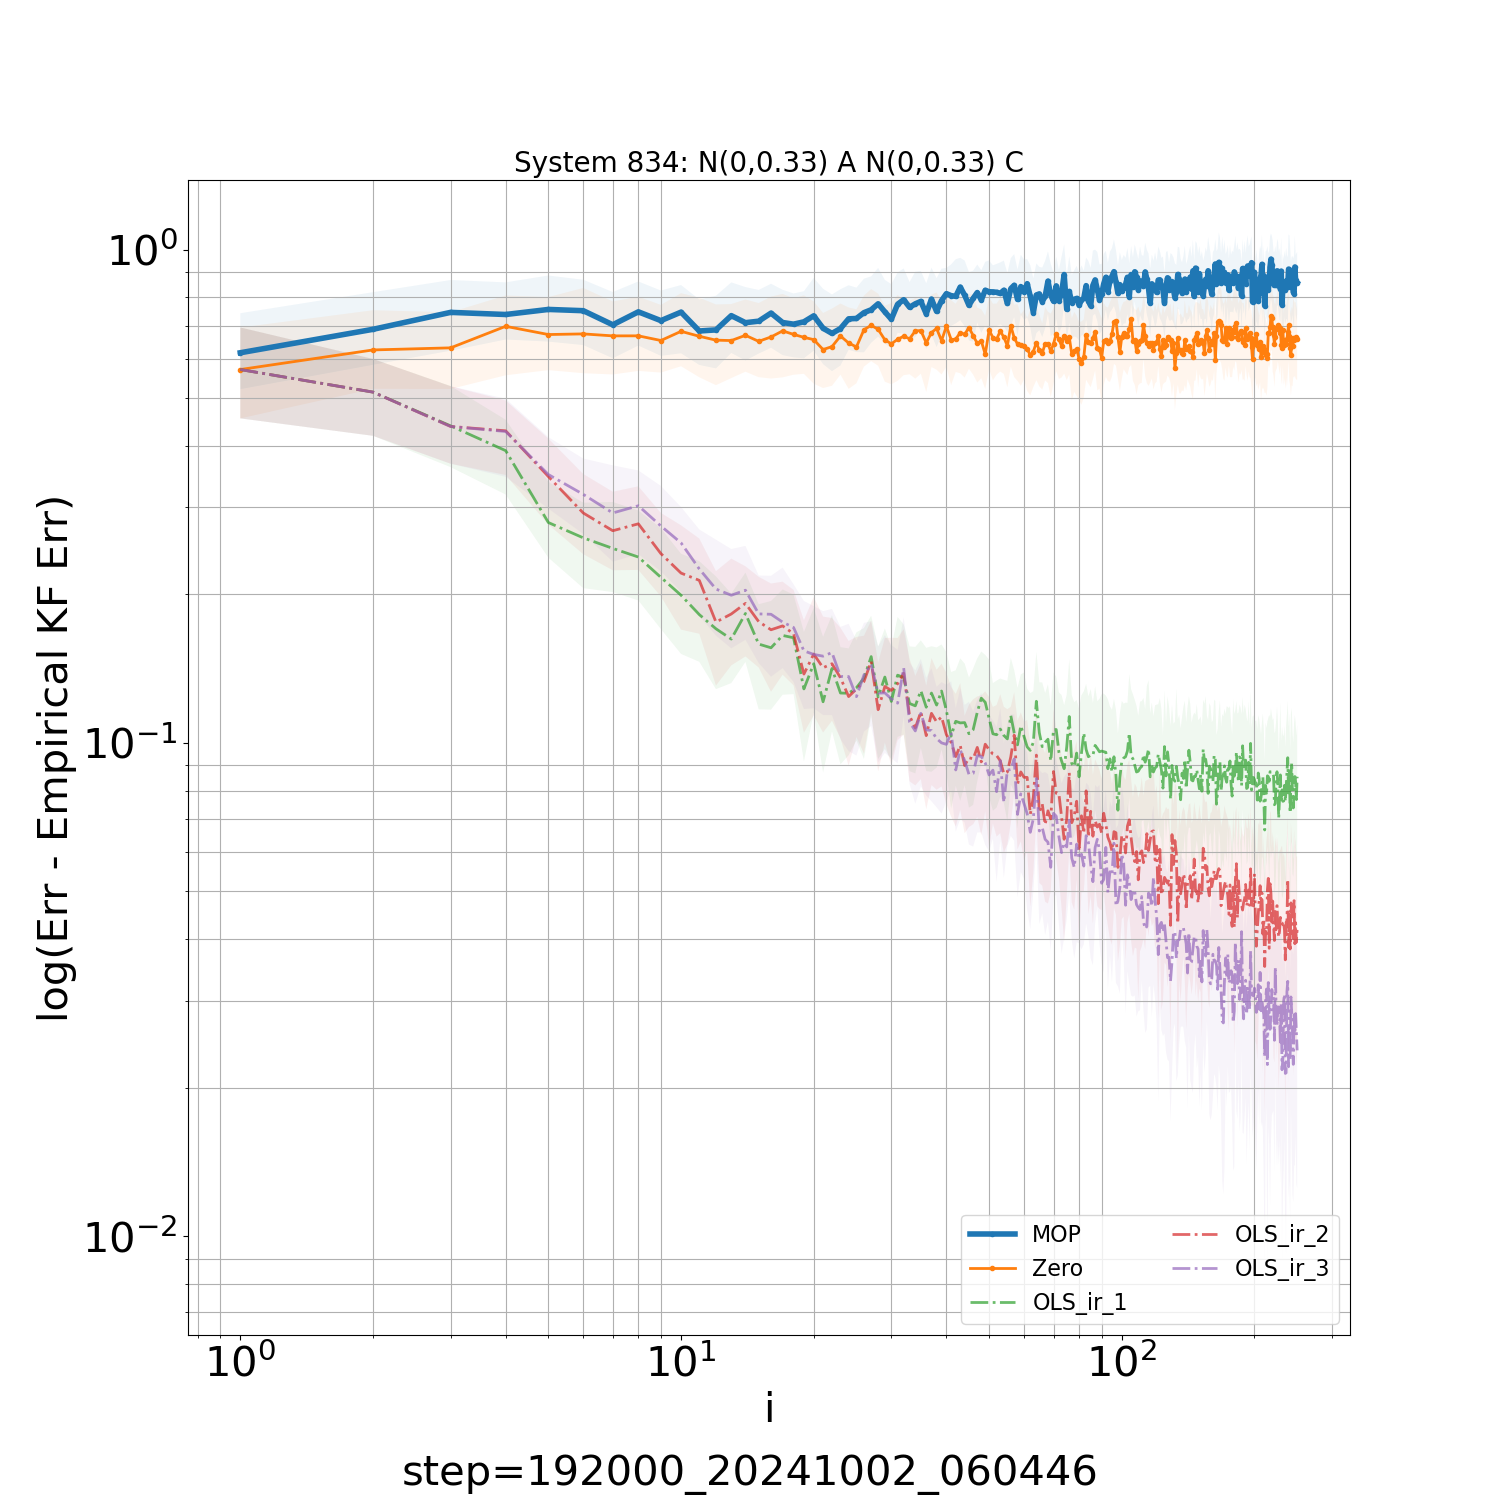 System 834: N(0,0.33) A N(0,0.33) C
log(Err - Empirical KF Err)
10⁰
10⁻¹
10⁻²
MOP
Zero
OLS_ir_1
OLS_ir_2
OLS_ir_3
10⁰ 10¹ 10²
i
step=192000_20241002_060446